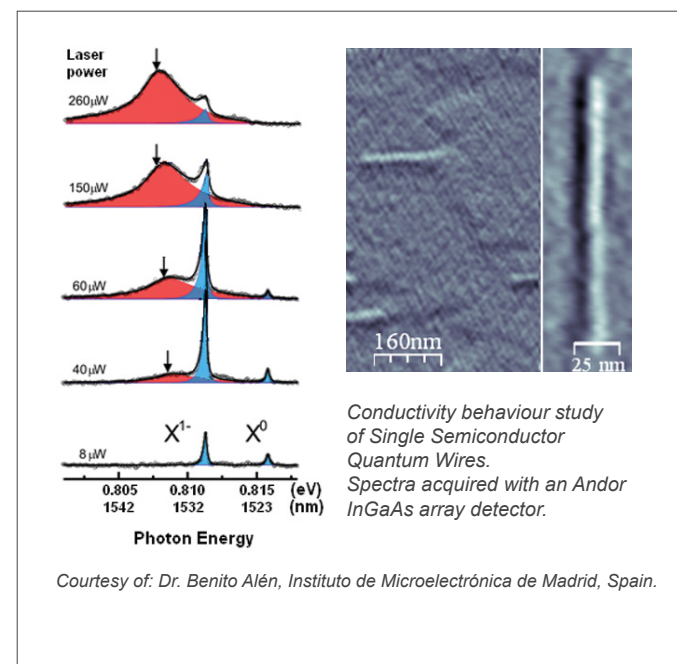 Laser
power
260μW
150μW
60μW
40μW
X¹⁻ X⁰
8μW
0.805 0.810 0.815 (eV)
1542 1532 1523 (nm)
Photon Energy
160nm
25 nm
Conductivity behaviour study
of Single Semiconductor
Quantum Wires.
Spectra acquired with an Andor
InGaAs array detector.
Courtesy of: Dr. Benito Alén, Instituto de Microelectrónica de Madrid, Spain.